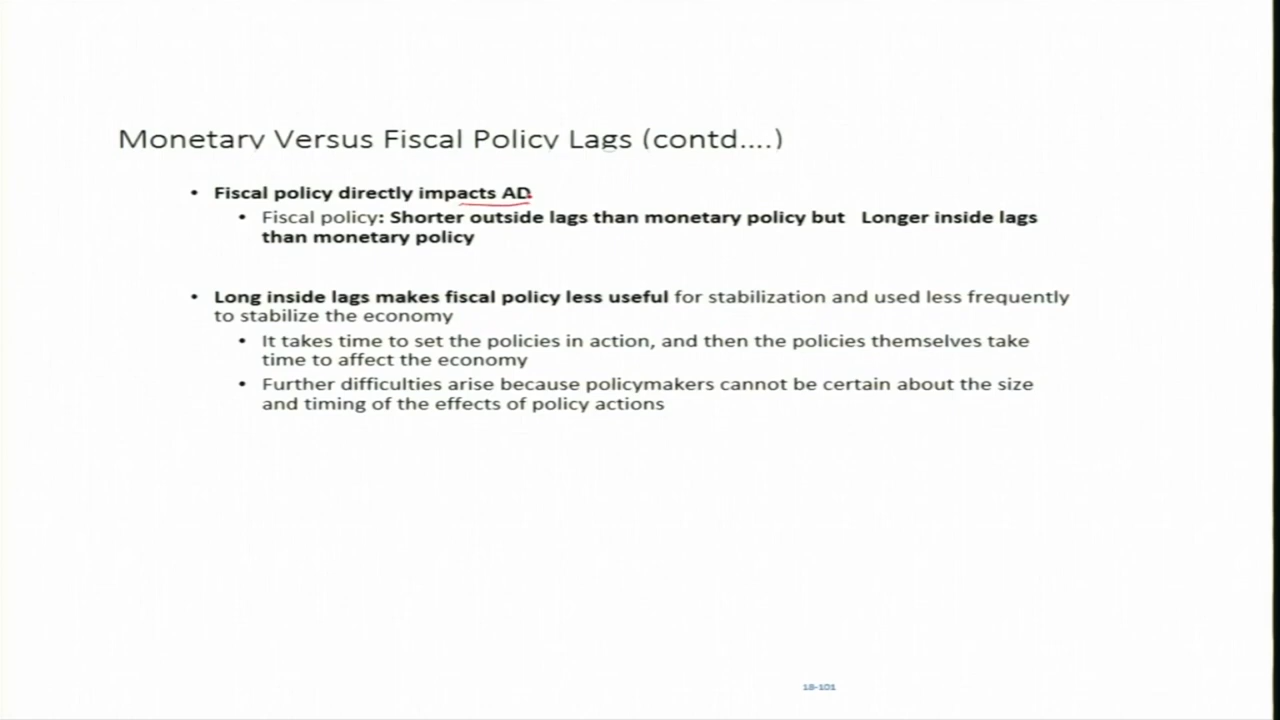 Monetary Versus Fiscal Policy Lags (contd....)
• Fiscal policy directly impacts AD
• Fiscal policy: Shorter outside lags than monetary policy but Longer inside lags
than monetary policy
• Long inside lags makes fiscal policy less useful for stabilization and used less frequently
to stabilize the economy
• It takes time to set the policies in action, and then the policies themselves take
time to affect the economy
• Further difficulties arise because policymakers cannot be certain about the size
and timing of the effects of policy actions
18-101